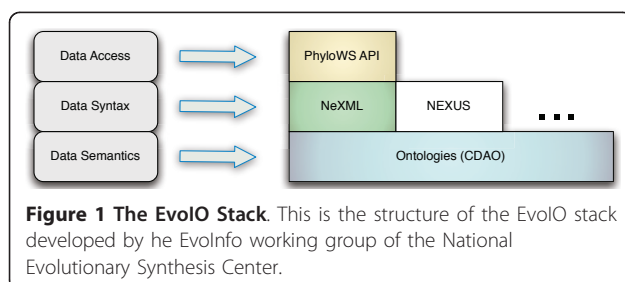 Data Access
PhyloWS API
Data Syntax
NeXML
NEXUS
...
Data Semantics
Ontologies (CDAO)
Figure 1 The EvoIO Stack. This is the structure of the EvoIO stack
developed by he EvoInfo working group of the National
Evolutionary Synthesis Center.